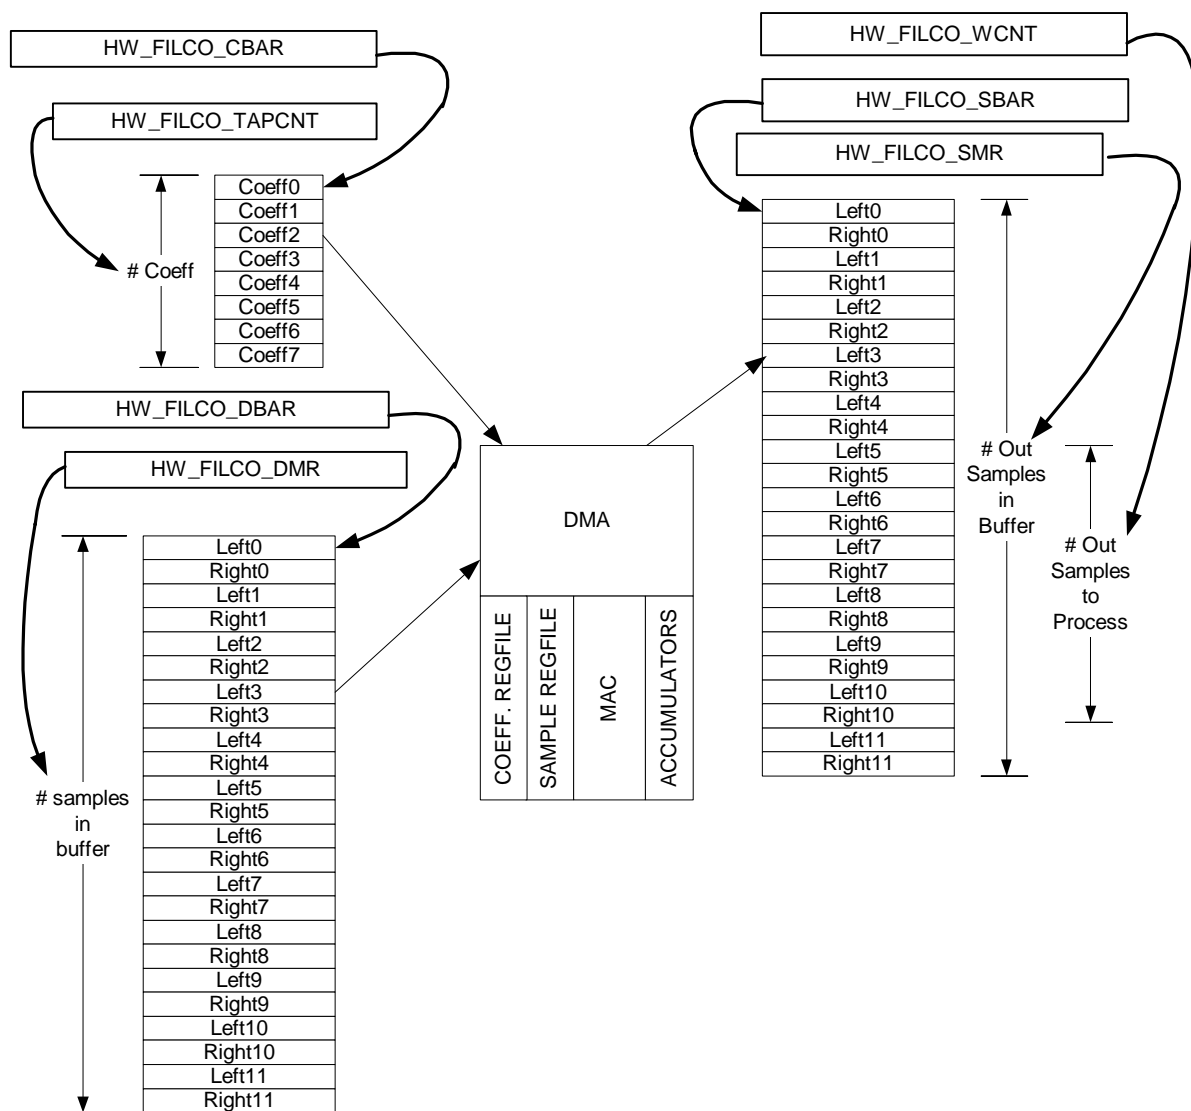 HW_FILCO_CBAR
HW_FILCO_TAPCNT
Coeff0
Coeff1
Coeff2
Coeff3
Coeff4
Coeff5
Coeff6
Coeff7
# Coeff
HW_FILCO_DBAR
HW_FILCO_DMR
Left0
Right0
Left1
Right1
Left2
Right2
Left3
Right3
Left4
Right4
Left5
Right5
Left6
Right6
Left7
Right7
Left8
Right8
Left9
Right9
Left10
Right10
Left11
Right11
# samples
in
buffer
DMA
COEFF. REGFILE
SAMPLE REGFILE
MAC
ACCUMULATORS
HW_FILCO_WCNT
HW_FILCO_SBAR
HW_FILCO_SMR
Left0
Right0
Left1
Right1
Left2
Right2
Left3
Right3
Left4
Right4
Left5
Right5
Left6
Right6
Left7
Right7
Left8
Right8
Left9
Right9
Left10
Right10
Left11
Right11
# Out
Samples
in
Buffer
# Out
Samples
to
Process